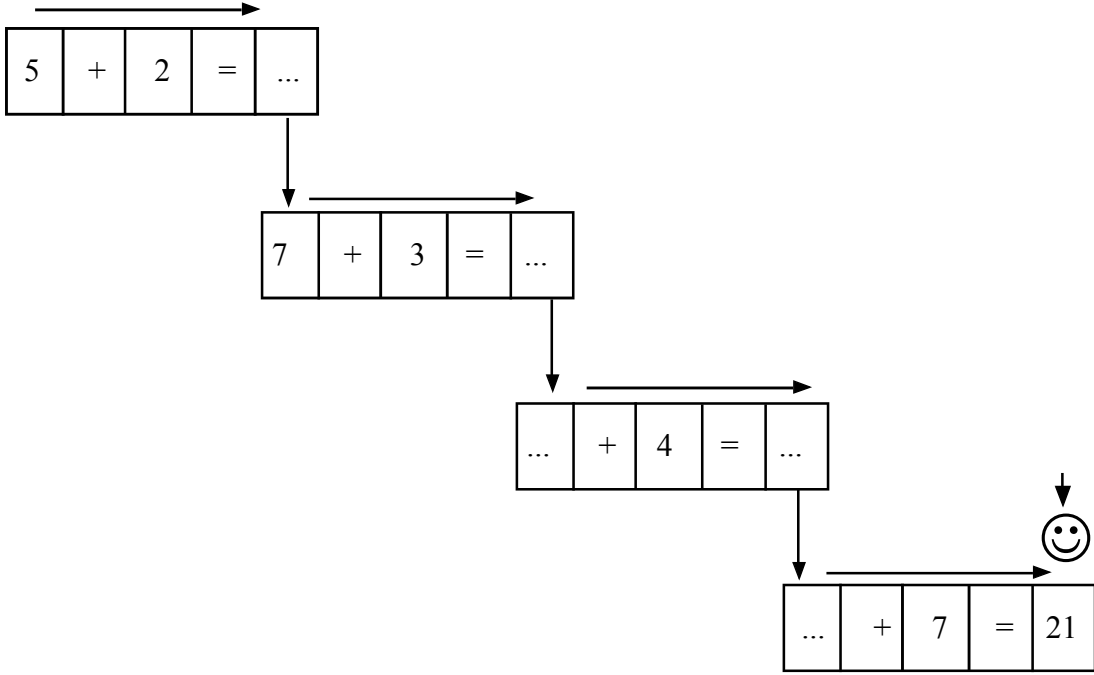 5 + 2 = ...
7 + 3 = ...
... + 4 = ...
... + 7 = 21